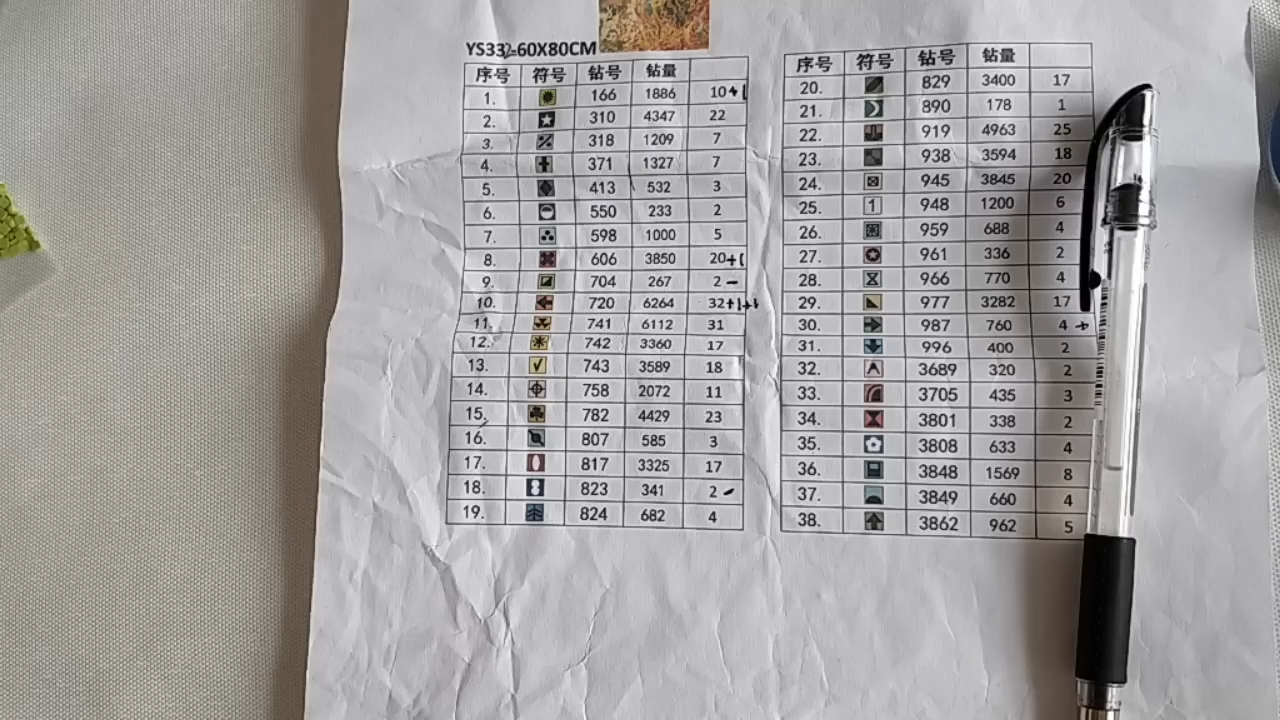 YS332-60X80CM
序号 符号 钻号 钻量
1. 166 1886 10+1
2. 310 4347 22
3. 318 1209 7
4. 371 1327 7
5. 413 532 3
6. 550 233 2
7. 598 1000 5
8. 606 3850 20+1
9. 704 267 2 -
10. 720 6264 32+1+1
11. 741 6112 31
12. 742 3360 17
13. 743 3589 18
14. 758 2072 11
15. 782 4429 23
16. 807 585 3
17. 817 3325 17
18. 823 341 2 -
19. 824 682 4
序号 符号 钻号 钻量
20. 829 3400 17
21. 890 178 1
22. 919 4963 25
23. 938 3594 18
24. 945 3845 20
25. 1 948 1200 6
26. 959 688 4
27. 961 336 2
28. 966 770 4
29. 977 3282 17
30. 987 760 4
31. 996 400 2
32. 3689 320 2
33. 3705 435 3
34. 3801 338 2
35. 3808 633 4
36. 3848 1569 8
37. 3849 660 4
38. 3862 962 5